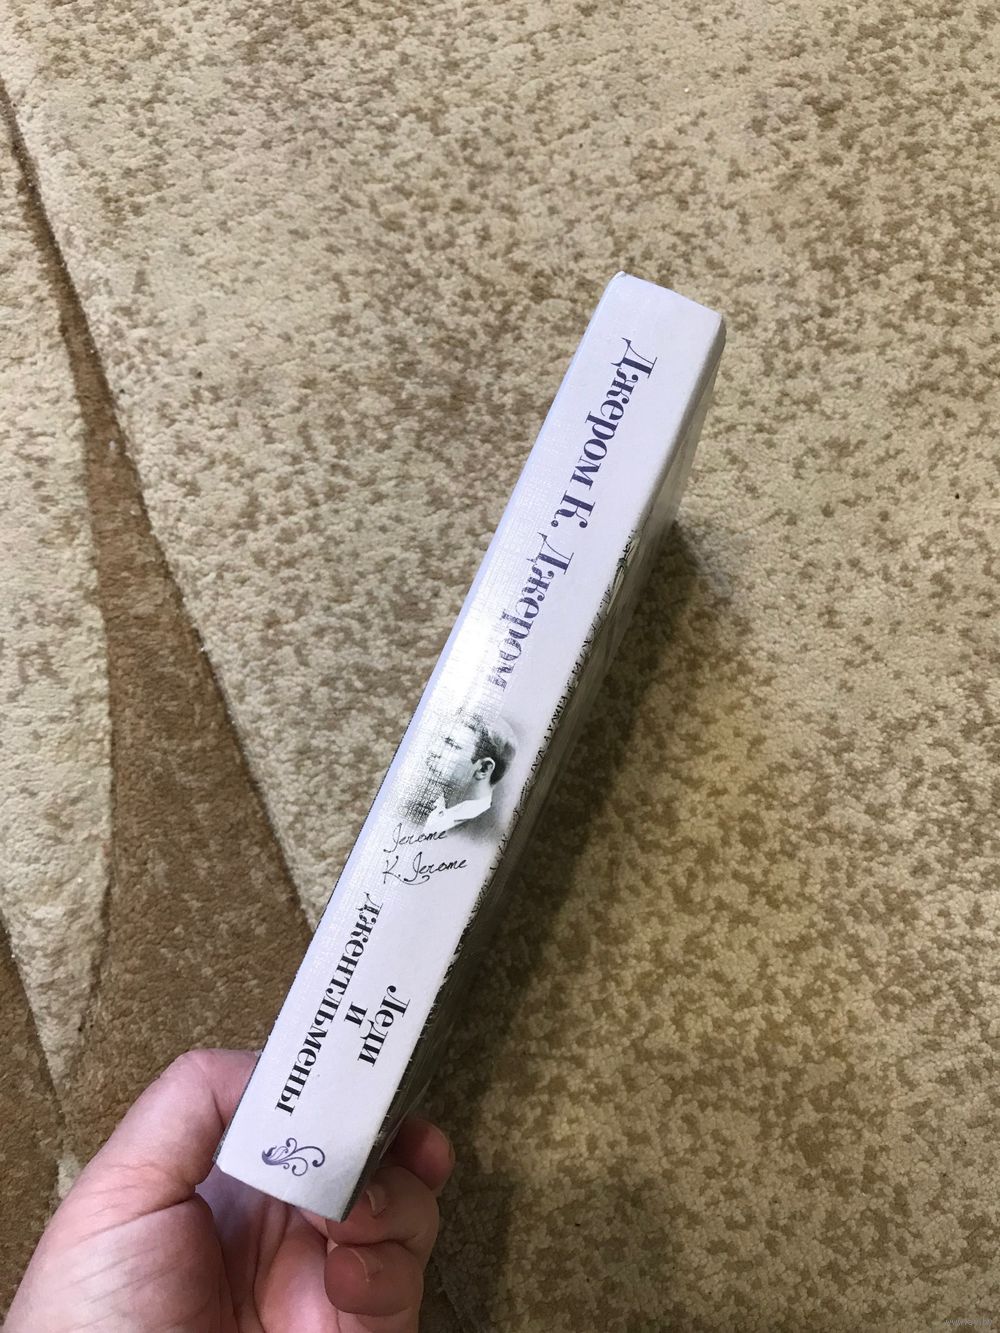 Джером К. Джером
Jerome
K. Jerome
Леди
и
джентльмены